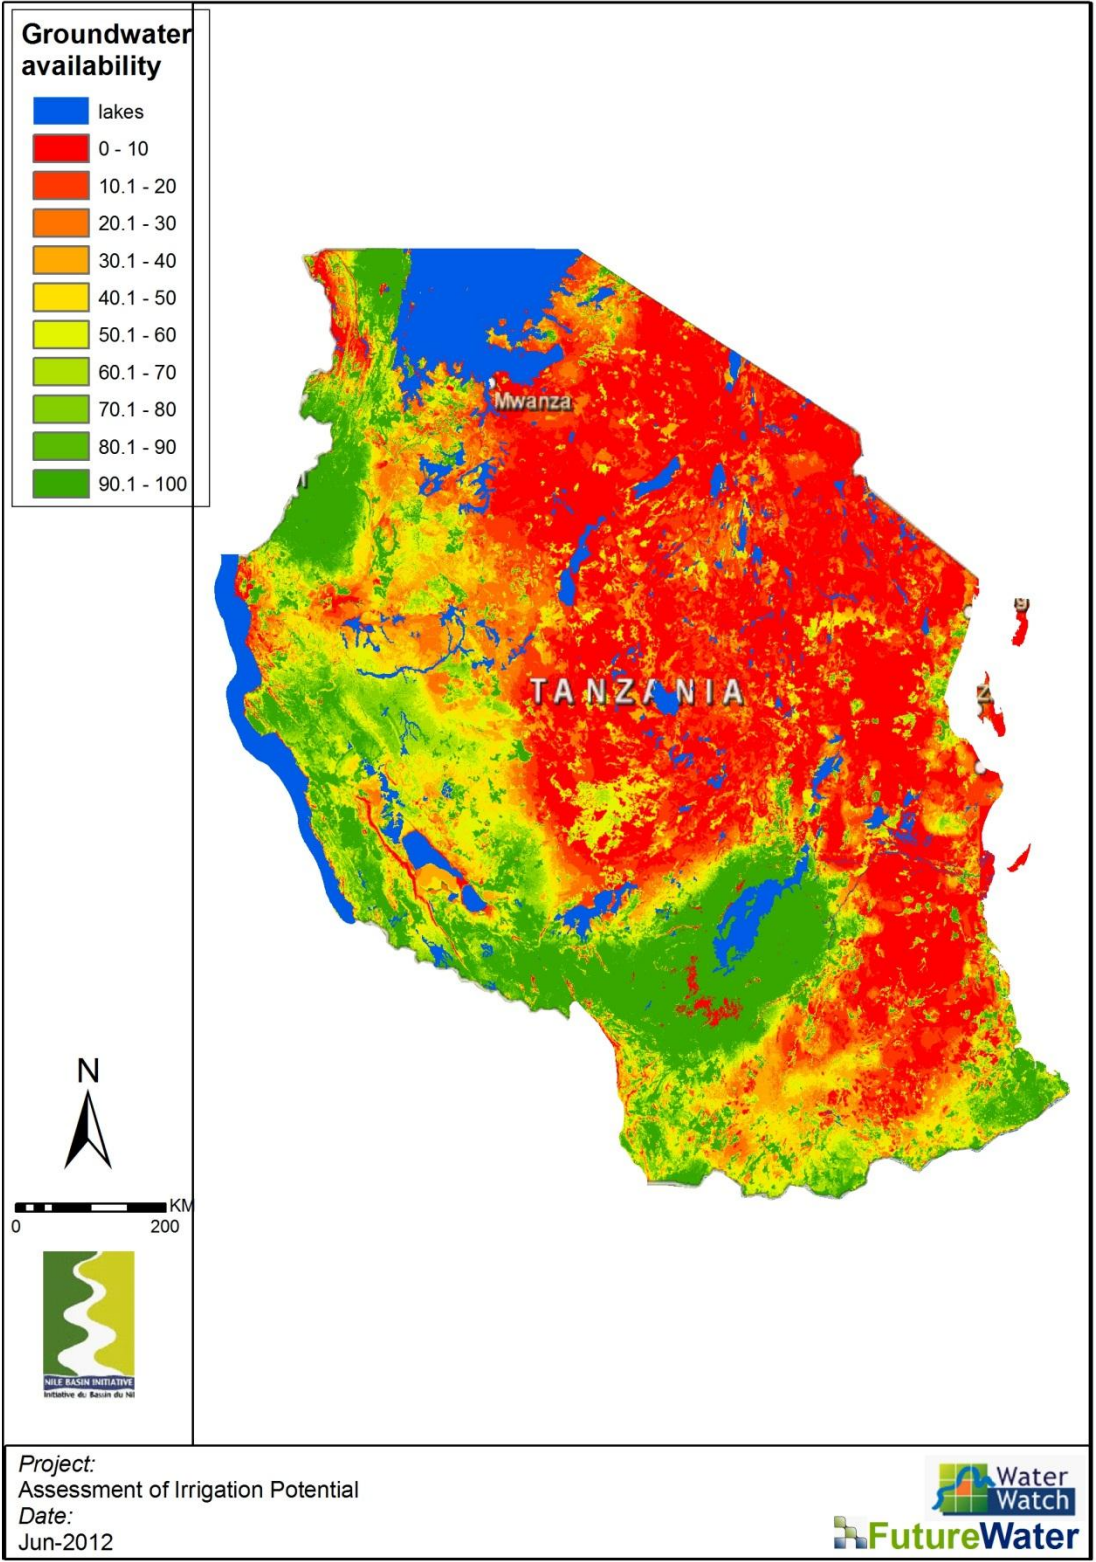 Groundwater
availability
lakes
0 - 10
10.1 - 20
20.1 - 30
30.1 - 40
40.1 - 50
50.1 - 60
60.1 - 70
70.1 - 80
80.1 - 90
90.1 - 100
Mwanza
TANZANIA
N
KM
0 200
NILE BASIN INITIATIVE
Initiative du Bassin du Nil
Project:
Assessment of Irrigation Potential
Date:
Jun-2012
Water
Watch
FutureWater